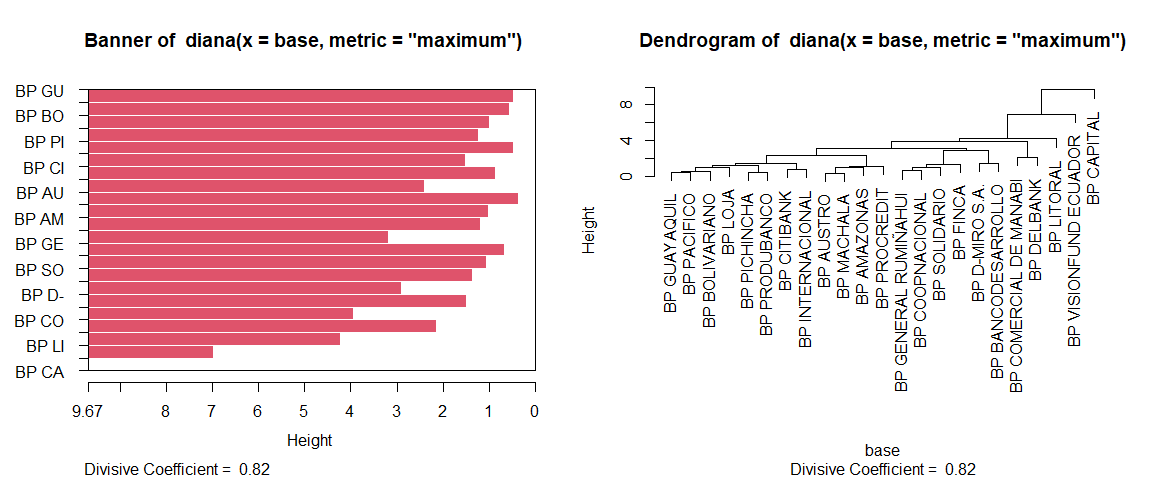 Banner of  diana(x = base, metric = "maximum")
BP GU
BP BO
BP PI
BP CI
BP AU
BP AM
BP GE
BP SO
BP D-
BP CO
BP LI
BP CA
9.67 8 7 6 5 4 3 2 1 0
Height
Divisive Coefficient =  0.82
Dendrogram of  diana(x = base, metric = "maximum")
Height
8
4
0
BP GUAYAQUIL
BP PACIFICO
BP BOLIVARIANO
BP LOJA
BP PICHINCHA
BP PRODUBANCO
BP CITIBANK
BP INTERNACIONAL
BP AUSTRO
BP MACHALA
BP AMAZONAS
BP PROCREDIT
BP GENERAL RUMIÑAHUI
BP COOPNACIONAL
BP SOLIDARIO
BP FINCA
BP D-MIRO S.A.
BP BANCODESARROLLO
BP COMERCIAL DE MANABI
BP DELBANK
BP LITORAL
BP VISIONFUND ECUADOR
BP CAPITAL
base
Divisive Coefficient =  0.82